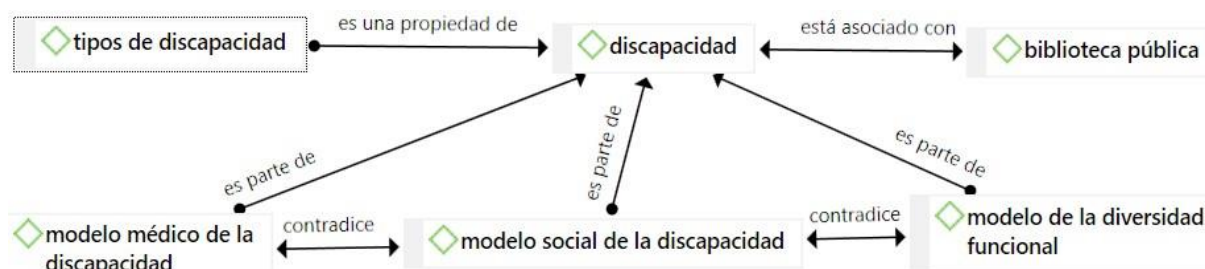 tipos de discapacidad
es una propiedad de
discapacidad
está asociado con
biblioteca pública
es parte de
es parte de
es parte de
modelo médico de la
discapacidad
contradice
modelo social de la discapacidad
contradice
modelo de la diversidad
funcional